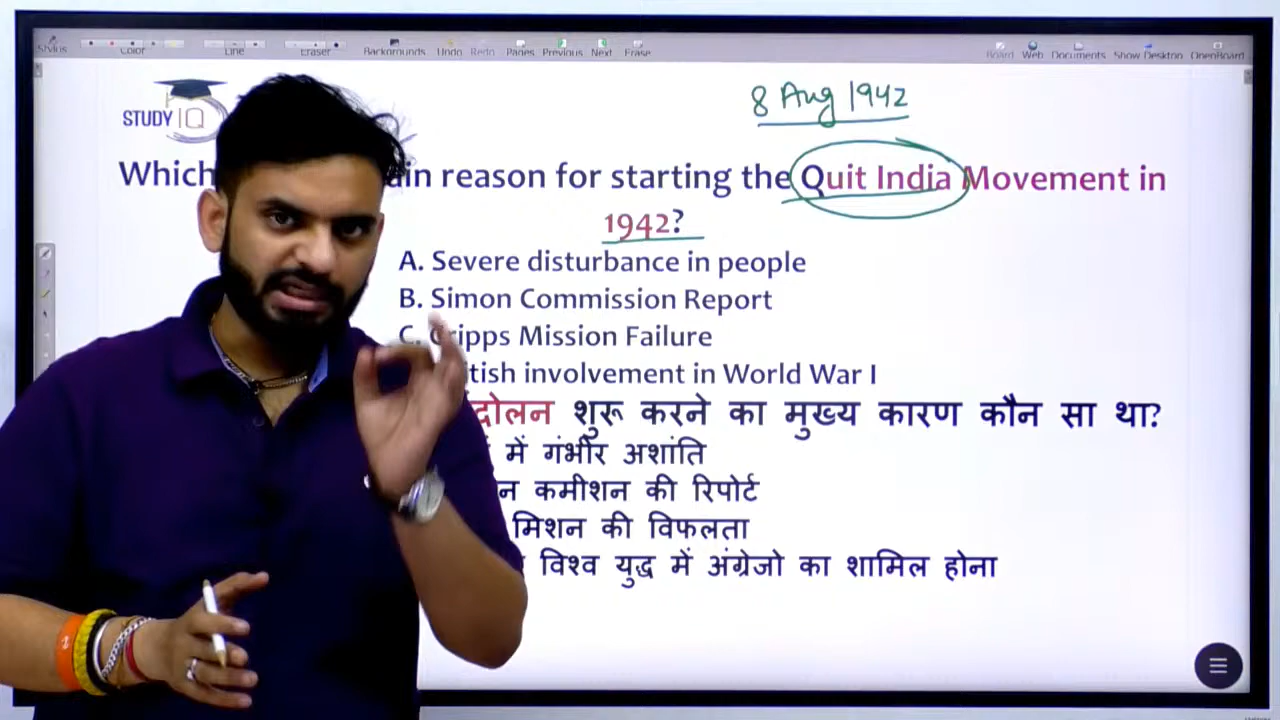 Stylus Color Line Eraser Backgrounds Undo Redo Pages Previous Next Erase Board Web Documents Show Desktop OpenBoard
8 Aug 1942
STUDY IQ
Which ain reason for starting the Quit India Movement in
1942?
A. Severe disturbance in people
B. Simon Commission Report
C. Cripps Mission Failure
itish involvement in World War I
दोलन शुरू करने का मुख्य कारण कौन सा था?
में गंभीर अशांति
न कमीशन की रिपोर्ट
मिशन की विफलता
विश्व युद्ध में अंग्रेजो का शामिल होना